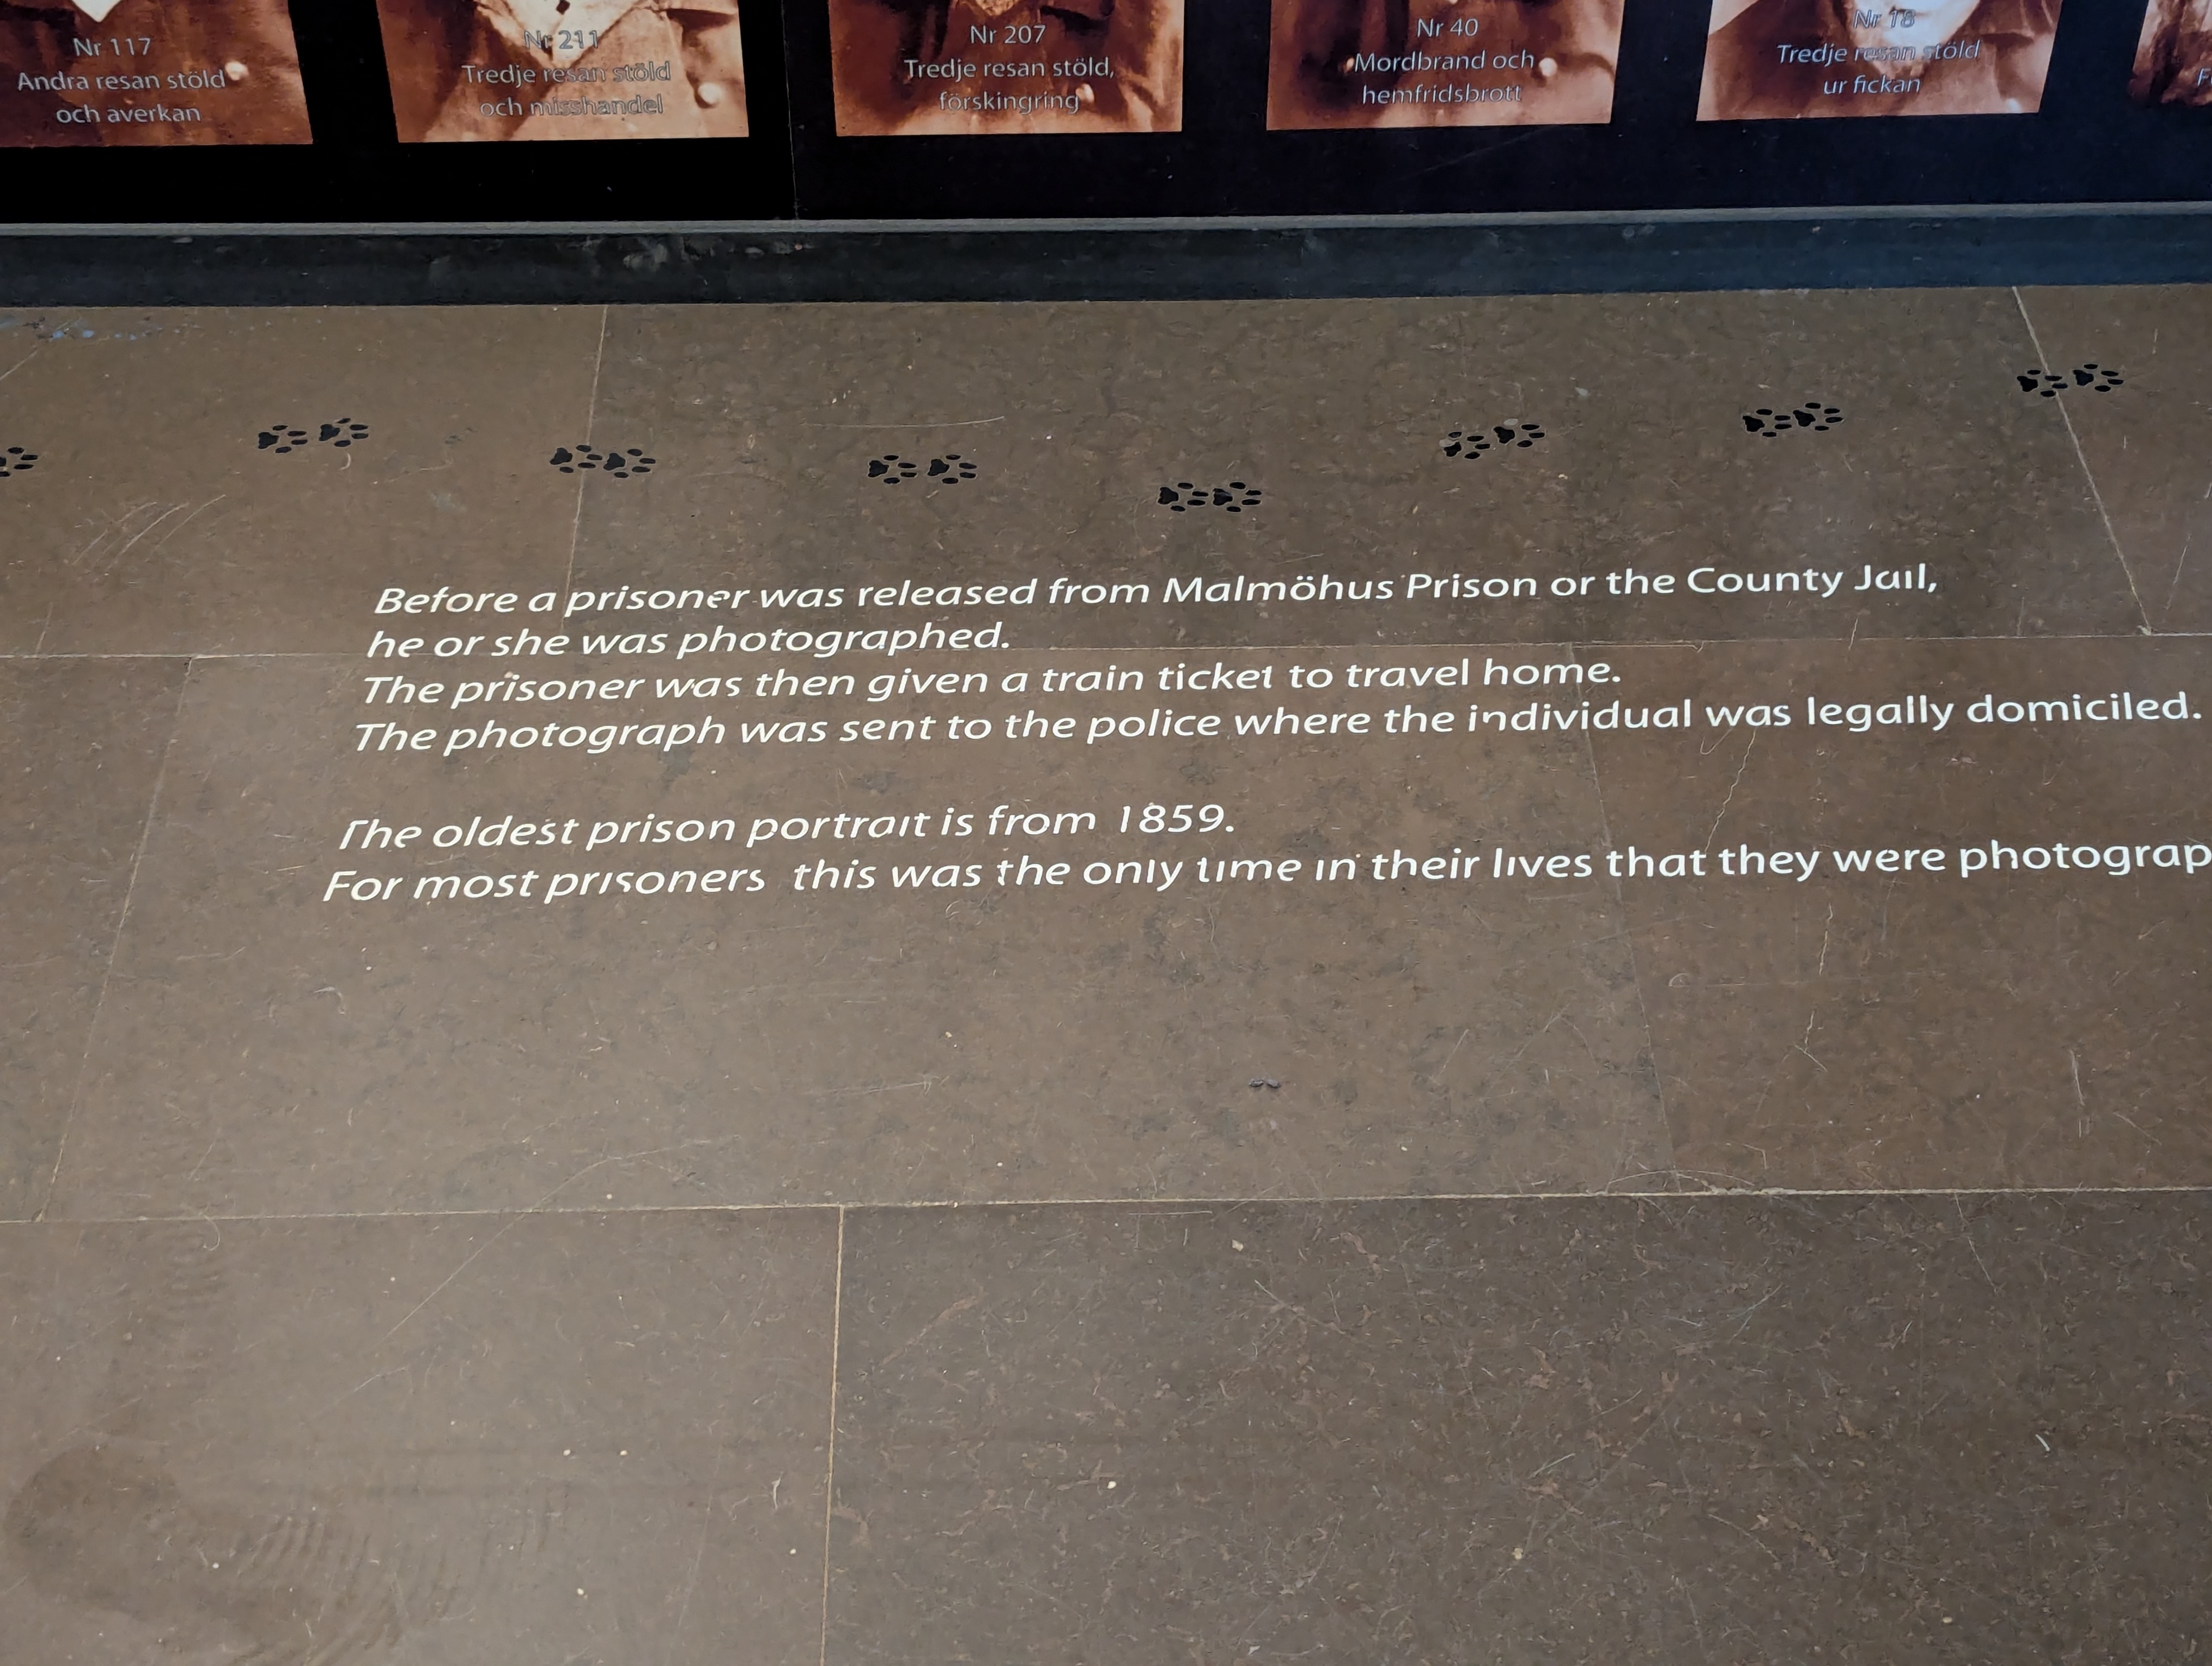 Nr 117
Andra resan stöld
och averkan
Nr 211
Tredje resan stöld
och misshandel
Nr 207
Tredje resan stöld,
förskingring
Nr 40
Mordbrand och
hemfridsbrott
Nr 18
Tredje resan stöld
ur fickan
Before a prisoner was released from Malmöhus Prison or the County Jail,
he or she was photographed.
The prisoner was then given a train ticket to travel home.
The photograph was sent to the police where the individual was legally domiciled.
The oldest prison portrait is from 1859.
For most prisoners this was the only time in their lives that they were photograp